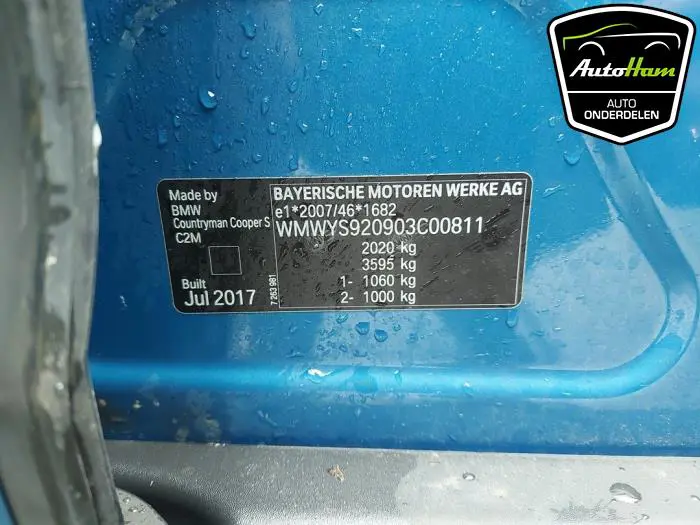 AutoHam
AUTO
ONDERDELEN
Made by
BMW
Countryman Cooper S
C2M
Built
Jul 2017
7 263 981
BAYERISCHE MOTOREN WERKE AG
e1*2007/46*1682
WMWYS920903C00811
2020 kg
3595 kg
1- 1060 kg
2- 1000 kg